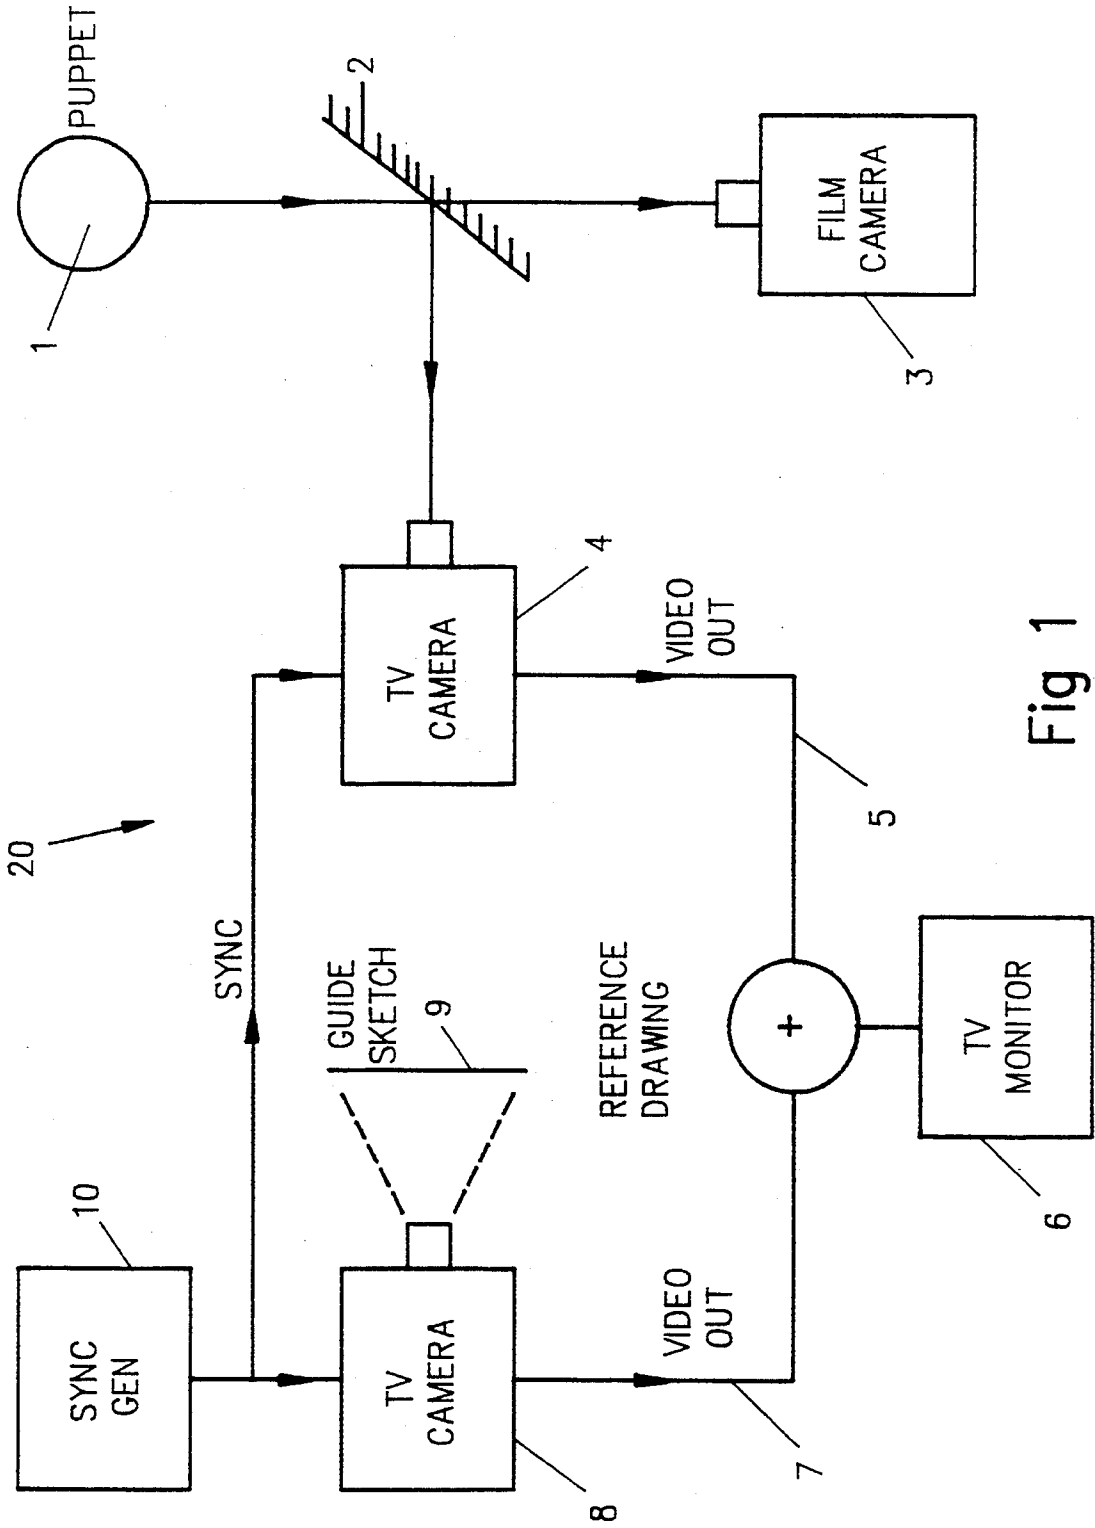 20
10
SYNC
GEN
SYNC
1
PUPPET
2
GUIDE
SKETCH
9
TV
CAMERA
8
TV
CAMERA
4
REFERENCE
DRAWING
VIDEO
OUT
7
VIDEO
OUT
5
+
TV
MONITOR
6
FILM
CAMERA
3
Fig 1